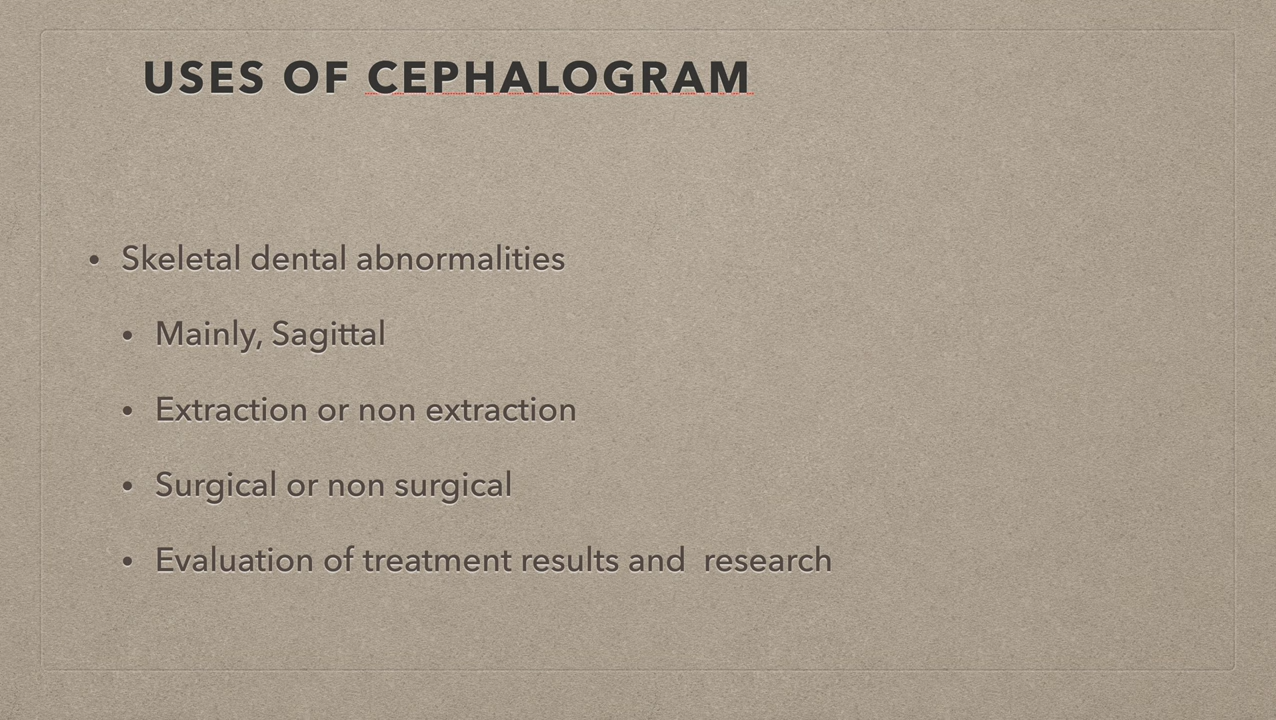 USES OF CEPHALOGRAM
• Skeletal dental abnormalities
• Mainly, Sagittal
• Extraction or non extraction
• Surgical or non surgical
• Evaluation of treatment results and  research